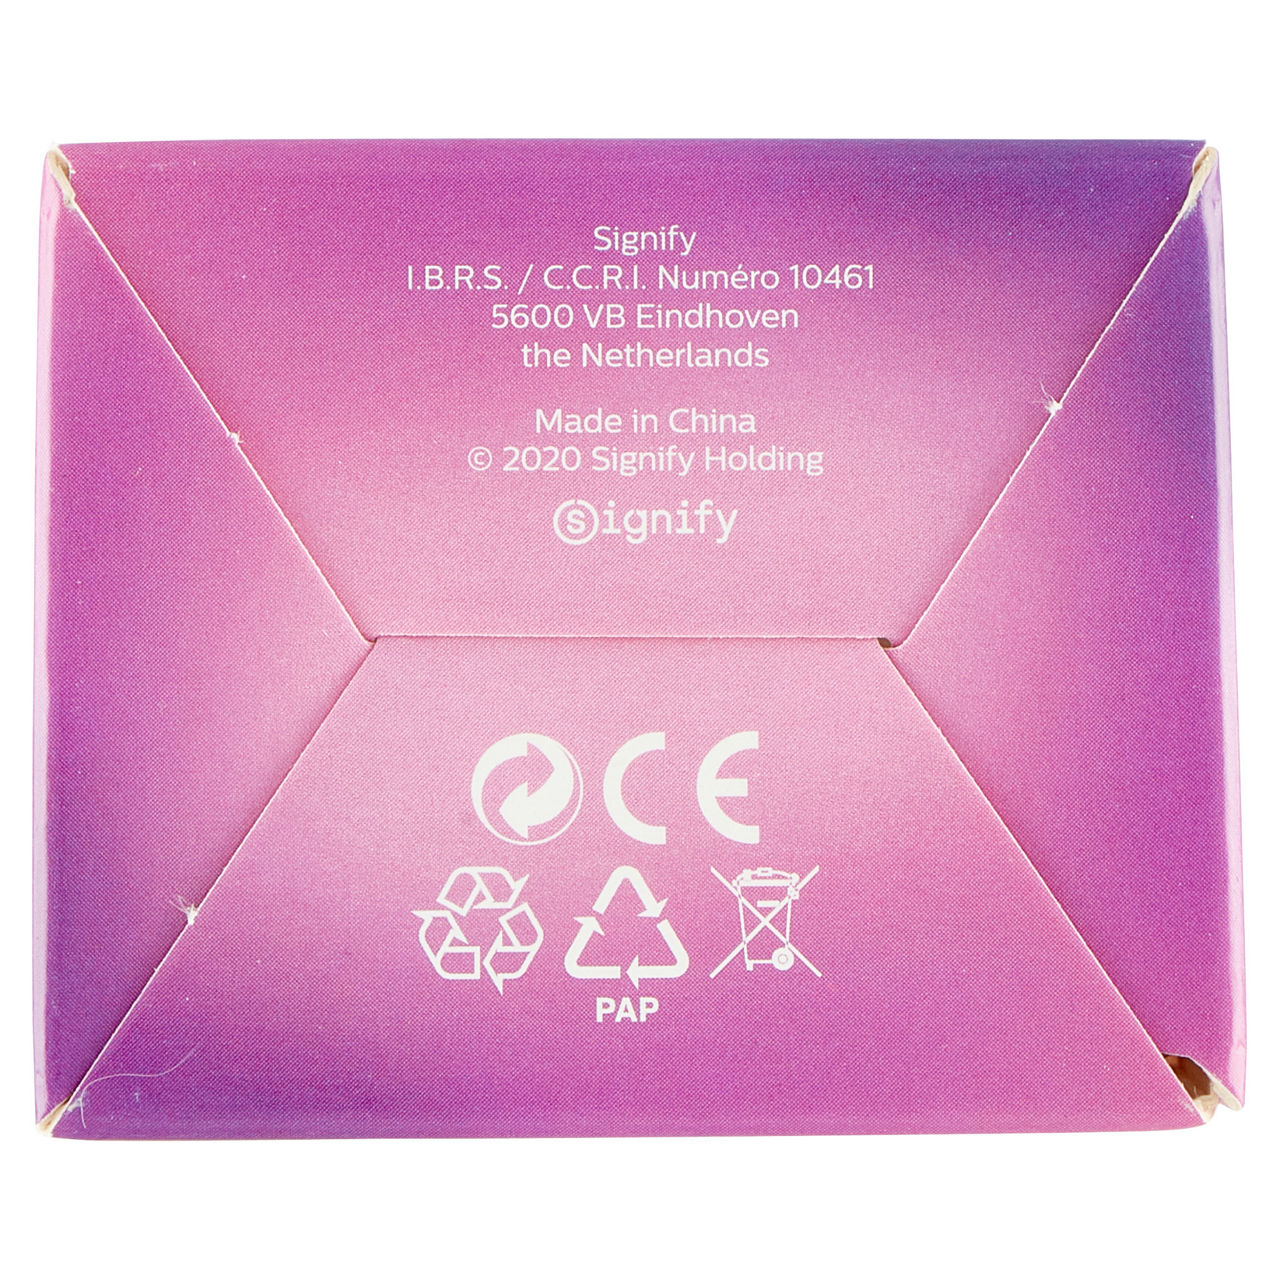 Signify
I.B.R.S. / C.C.R.I. Numéro 10461
5600 VB Eindhoven
the Netherlands
Made in China
© 2020 Signify Holding
Signify
CE
PAP